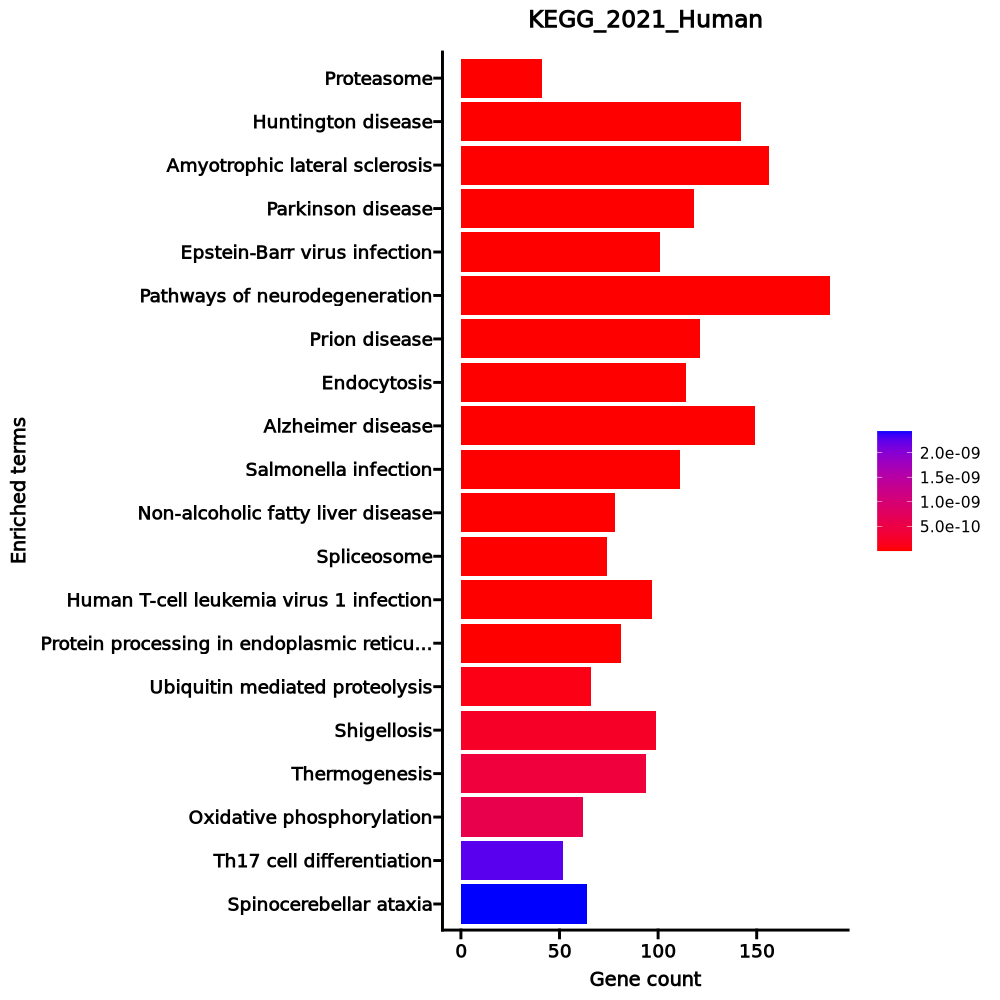 KEGG_2021_Human
Enriched terms
Proteasome
Huntington disease
Amyotrophic lateral sclerosis
Parkinson disease
Epstein-Barr virus infection
Pathways of neurodegeneration
Prion disease
Endocytosis
Alzheimer disease
Salmonella infection
Non-alcoholic fatty liver disease
Spliceosome
Human T-cell leukemia virus 1 infection
Protein processing in endoplasmic reticu...
Ubiquitin mediated proteolysis
Shigellosis
Thermogenesis
Oxidative phosphorylation
Th17 cell differentiation
Spinocerebellar ataxia
0 50 100 150
Gene count
2.0e-09
1.5e-09
1.0e-09
5.0e-10